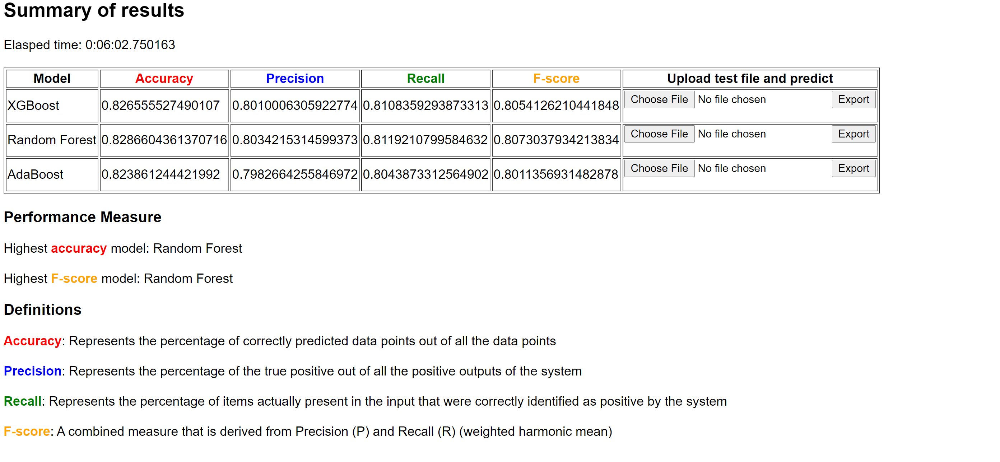 Summary of results
Elasped time: 0:06:02.750163
Model Accuracy Precision Recall F-score Upload test file and predict
XGBoost 0.826555527490107 0.8010006305922774 0.8108359293873313 0.8054126210441848 Choose File No file chosen Export
Random Forest 0.8286604361370716 0.8034215314599373 0.8119210799584632 0.8073037934213834 Choose File No file chosen Export
AdaBoost 0.823861244421992 0.7982664255846972 0.8043873312564902 0.8011356931482878 Choose File No file chosen Export
Performance Measure
Highest accuracy model: Random Forest
Highest F-score model: Random Forest
Definitions
Accuracy: Represents the percentage of correctly predicted data points out of all the data points
Precision: Represents the percentage of the true positive out of all the positive outputs of the system
Recall: Represents the percentage of items actually present in the input that were correctly identified as positive by the system
F-score: A combined measure that is derived from Precision (P) and Recall (R) (weighted harmonic mean)